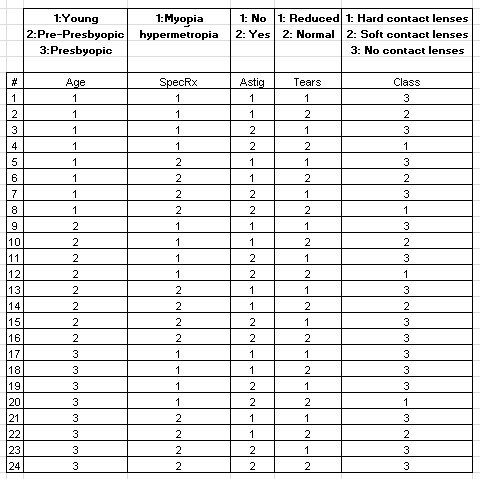 1:Young 1:Myopia 1: No 1: Reduced 1: Hard contact lenses
2:Pre-Presbyopic hypermetropia 2: Yes 2: Normal 2: Soft contact lenses
3:Presbyopic 3: No contact lenses
# Age SpecRx Astig Tears Class
1 1 1 1 1 3
2 1 1 1 2 2
3 1 1 2 1 3
4 1 1 2 2 1
5 1 2 1 1 3
6 1 2 1 2 2
7 1 2 2 1 3
8 1 2 2 2 1
9 2 1 1 1 3
10 2 1 1 2 2
11 2 1 2 1 3
12 2 1 2 2 1
13 2 2 1 1 3
14 2 2 1 2 2
15 2 2 2 1 3
16 2 2 2 2 3
17 3 1 1 1 3
18 3 1 1 2 3
19 3 1 2 1 3
20 3 1 2 2 1
21 3 2 1 1 3
22 3 2 1 2 2
23 3 2 2 1 3
24 3 2 2 2 3